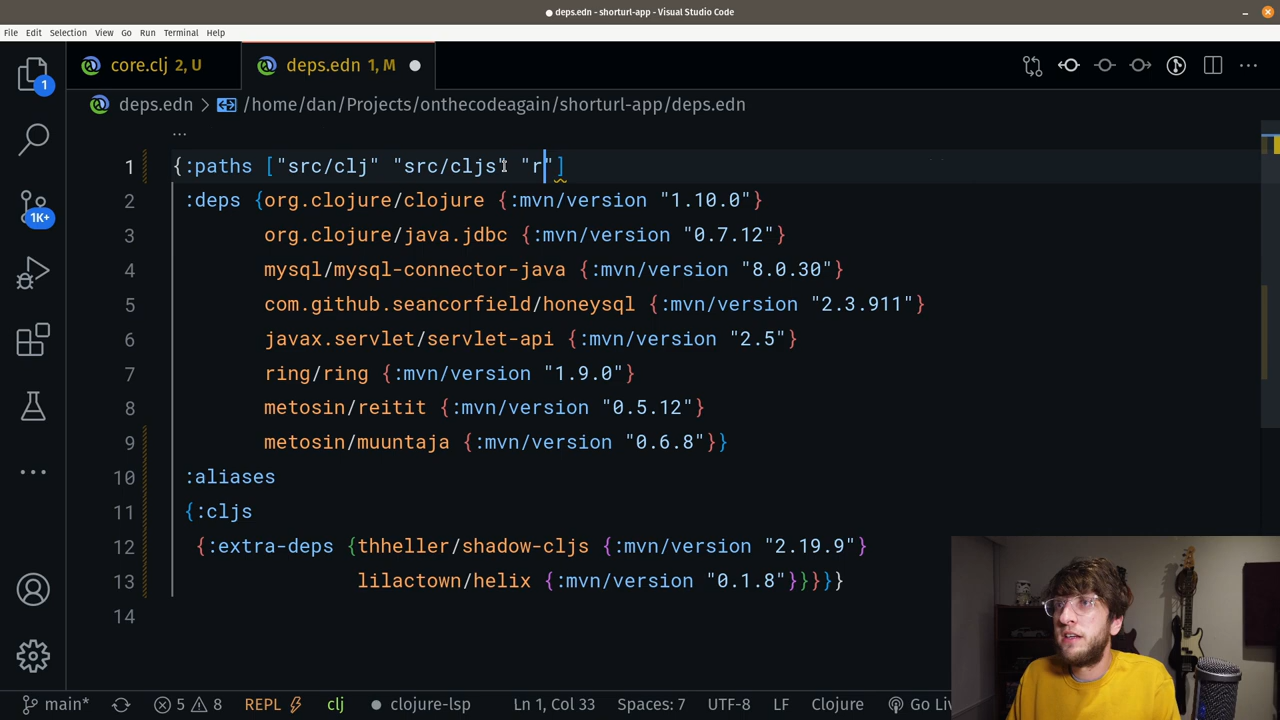 ● deps.edn - shorturl-app - Visual Studio Code
File Edit Selection View Go Run Terminal Help
core.clj 2, U
deps.edn 1, M ●
deps.edn > /home/dan/Projects/onthecodeagain/shorturl-app/deps.edn
...
1 {:paths ["src/clj" "src/cljs" "r"]
2 :deps {org.clojure/clojure {:mvn/version "1.10.0"}
3 org.clojure/java.jdbc {:mvn/version "0.7.12"}
4 mysql/mysql-connector-java {:mvn/version "8.0.30"}
5 com.github.seancorfield/honeysql {:mvn/version "2.3.911"}
6 javax.servlet/servlet-api {:mvn/version "2.5"}
7 ring/ring {:mvn/version "1.9.0"}
8 metosin/reitit {:mvn/version "0.5.12"}
9 metosin/muuntaja {:mvn/version "0.6.8"}}
10 :aliases
11 {:cljs
12 {:extra-deps {thheller/shadow-cljs {:mvn/version "2.19.9"}
13 lilactown/helix {:mvn/version "0.1.8"}}}}}
14
1
1K+
main* 5 8 REPL clj ● clojure-lsp Ln 1, Col 33 Spaces: 7 UTF-8 LF Clojure Go Liv